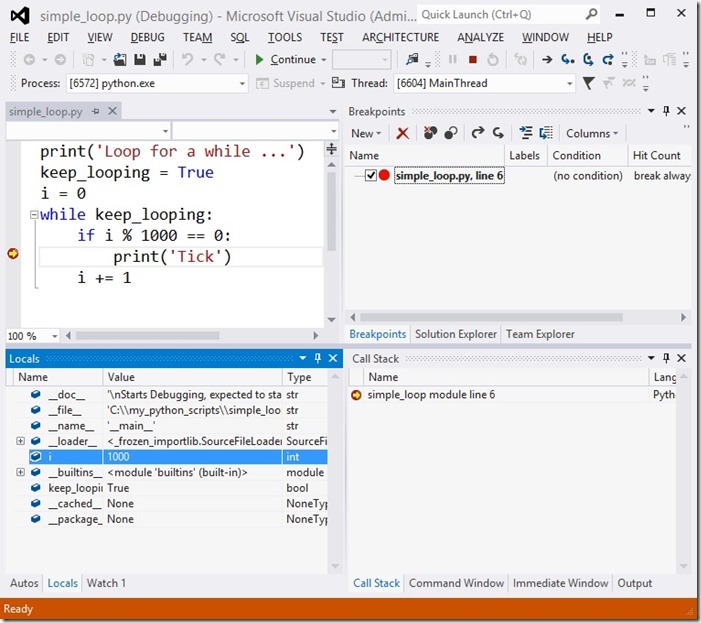 simple_loop.py (Debugging) - Microsoft Visual Studio (Admi... Quick Launch (Ctrl+Q)
FILE EDIT VIEW DEBUG TEAM SQL TOOLS TEST ARCHITECTURE ANALYZE WINDOW HELP
Continue
Process: [6572] python.exe Suspend Thread: [6604] MainThread
simple_loop.py
print('Loop for a while ...')
keep_looping = True
i = 0
while keep_looping:
if i % 1000 == 0:
print('Tick')
i += 1
100 %
Breakpoints
New Columns
Name Labels Condition Hit Count
simple_loop.py, line 6 (no condition) break alway
Breakpoints Solution Explorer Team Explorer
Locals
Name Value Type
__doc__ '\nStarts Debugging, expected to sta str
__file__ 'C:\\my_python_scripts\\simple_loo str
__name__ '__main__' str
__loader__ <_frozen_importlib.SourceFileLoader SourceFi
i 1000 int
__builtins__ <module 'builtins' (built-in)> module
keep_loopin True bool
__cached__ None NoneTyp
__package_ None NoneTyp
Autos Locals Watch 1
Call Stack
Name Lang
simple_loop module line 6 Pytho
Call Stack Command Window Immediate Window Output
Ready